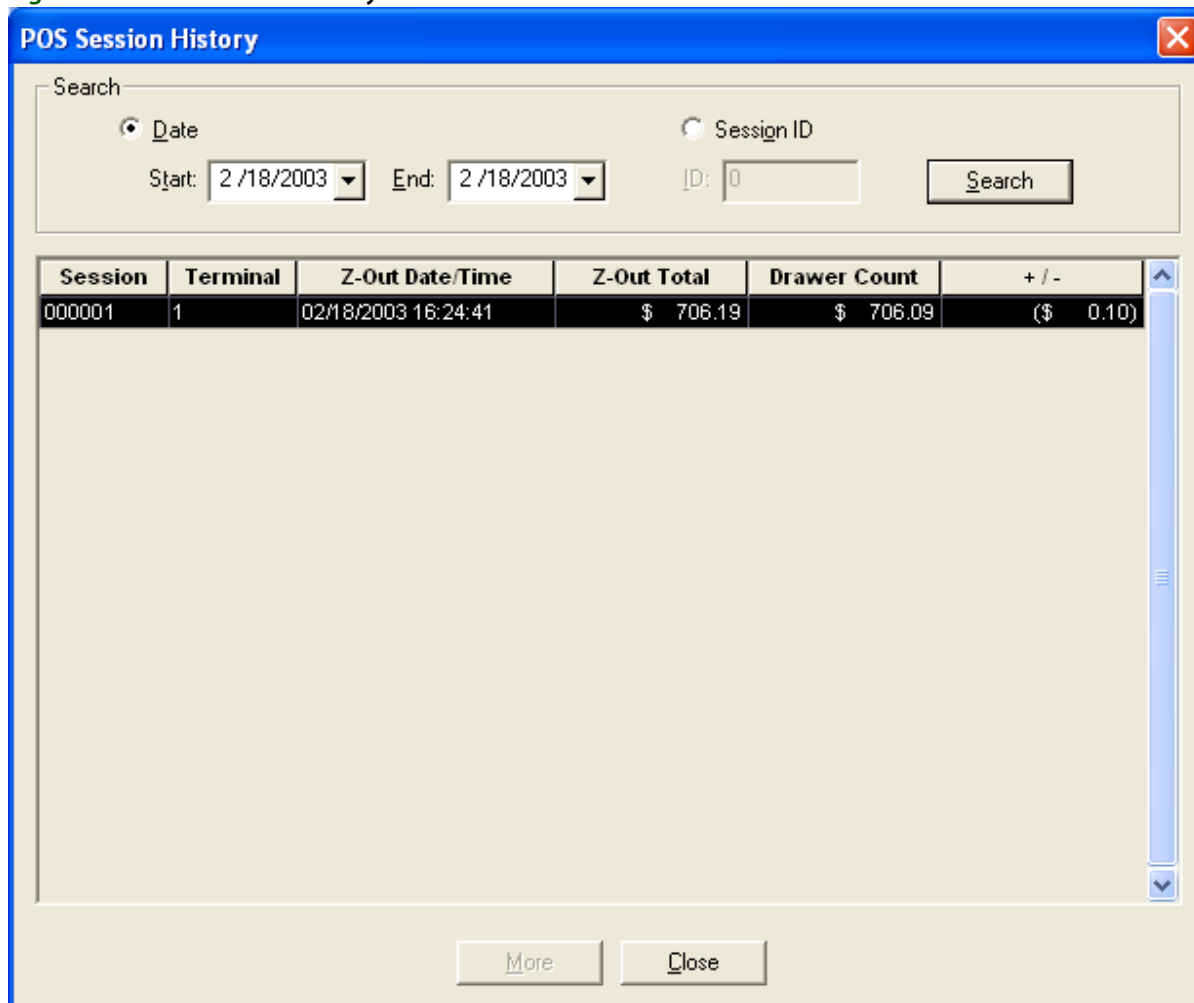 POS Session History
Search
Date
Session ID
Start: 2 /18/2003 End: 2 /18/2003 ID: 0 Search
Session Terminal Z-Out Date/Time Z-Out Total Drawer Count + / -
000001 1 02/18/2003 16:24:41 $ 706.19 $ 706.09 ($ 0.10)
More Close